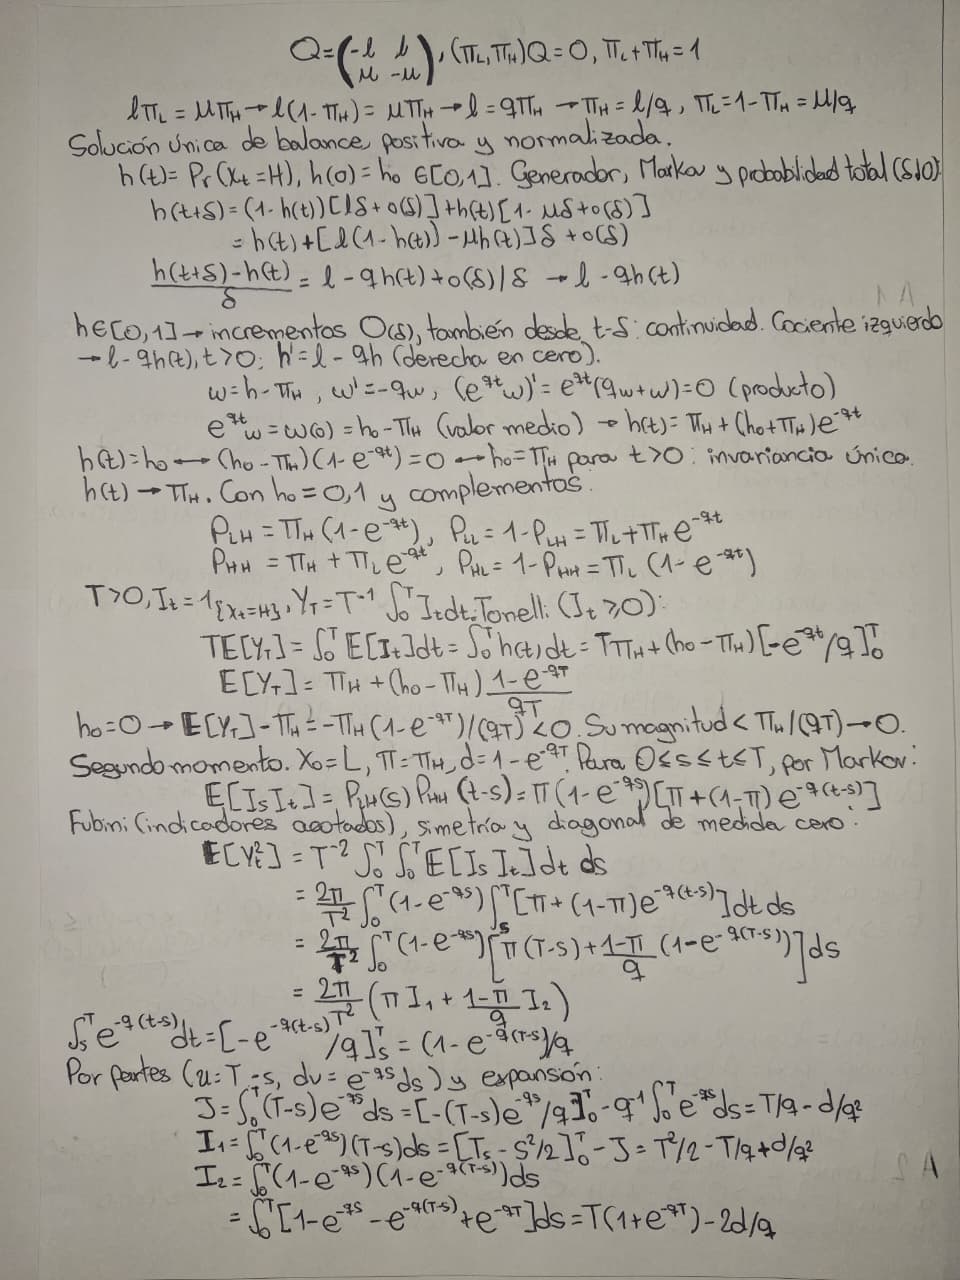 Q=(-l l
μ -μ), (π_L,π_H)Q=0, π_L+π_H=1
lπ_L=μπ_H→l(1-π_H)=μπ_H→l=qπ_H→π_H=l/q, π_L=1-π_H=μ/q
Solución única de balance, positiva y normalizada.
h(t)=Pr(X_t=H), h(0)=h_0∈[0,1]. Generador, Markov y probabilidad total (δ↓0)
h(t+δ)=(1-h(t))[lδ+o(δ)]+h(t)[1-μδ+o(δ)]
=h(t)+[l(1-h(t))-μh(t)]δ+o(δ)
(h(t+δ)-h(t))/δ=l-qh(t)+o(δ)/δ→l-qh(t)
h∈[0,1]→incrementos O(δ), también desde t-δ: continuidad. Cociente izquierdo
→l-qh(t), t>0; h'=l-qh (derecha en cero).
w=h-π_H, w'=-qw, (e^{qt}w)'=e^{qt}(qw+w')=0 (producto)
e^{qt}w=w(0)=h_0-π_H (valor medio)→h(t)=π_H+(h_0+π_H)e^{-qt}
h(t)=h_0↔(h_0-π_H)(1-e^{-qt})=0↔h_0=π_H para t>0: invariancia única.
h(t)→π_H. Con h_0=0,1 y complementos:
P_LH=π_H(1-e^{-qt}), P_LL=1-P_LH=π_L+π_He^{-qt}
P_HH=π_H+π_Le^{-qt}, P_HL=1-P_HH=π_L(1-e^{-qt})
T>0, I_t=1_{X_t=H}, Y_T=T^{-1}∫_0^T I_tdt. Tonelli (I_t≥0):
TE[Y_T]=∫_0^T E[I_t]dt=∫_0^T h(t)dt=Tπ_H+(h_0-π_H)[-e^{-qt}/q]_0^T
E[Y_T]=π_H+(h_0-π_H)(1-e^{-qT})/qT
h_0=0→E[Y_T]-π_H=-π_H(1-e^{-qT})/(qT)<0. Su magnitud<π_H/(qT)→0.
Segundo momento. X_0=L, π=π_H, d=1-e^{-qT}. Para 0≤s≤t≤T, por Markov:
E[I_sI_t]=P_LH(s)P_HH(t-s)=π(1-e^{-qs})[π+(1-π)e^{-q(t-s)}]
Fubini (indicadores acotados), simetría y diagonal de medida cero:
E[Y_t^2]=T^{-2}∫_0^T∫_0^T E[I_sI_t]dt ds
=2π/T^2∫_0^T(1-e^{-qs})∫_s^T[π+(1-π)e^{-q(t-s)}]dt ds
=2π/T^2∫_0^T(1-e^{-qs})[π(T-s)+(1-π)/q(1-e^{-q(T-s)})]ds
=2π/T^2(πI_1+(1-π)/q I_2)
∫_s^T e^{-q(t-s)}dt=[-e^{-q(t-s)}/q]_s^T=(1-e^{-q(T-s)})/q
Por partes (u=T-s, dv=e^{-qs}ds) y expansión:
J=∫_0^T(T-s)e^{-qs}ds=[-(T-s)e^{-qs}/q]_0^T-q^{-1}∫_0^T e^{-qs}ds=T/q-d/q^2
I_1=∫_0^T(1-e^{-qs})(T-s)ds=[Ts-s^2/2]_0^T-J=T^2/2-T/q+d/q^2
I_2=∫_0^T(1-e^{-qs})(1-e^{-q(T-s)})ds
=∫_0^T[1-e^{-qs}-e^{-q(T-s)}+e^{-qT}]ds=T(1+e^{-qT})-2d/q